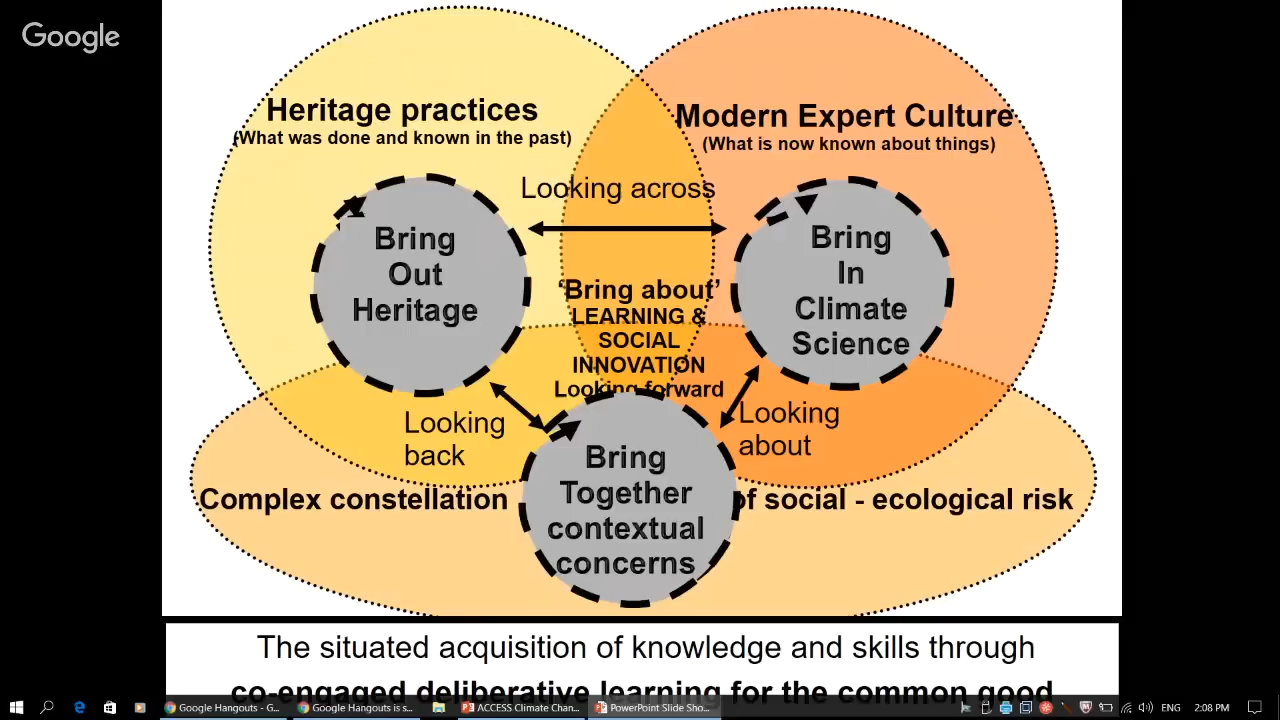 Google
Heritage practices
(What was done and known in the past)
Modern Expert Culture
(What is now known about things)
Looking across
Bring
Out
Heritage
Bring
In
Climate
Science
‘Bring about’
LEARNING &
SOCIAL
INNOVATION
Looking forward
Looking
back
Looking
about
Bring
Together
contextual
concerns
Complex constellation of social - ecological risk
The situated acquisition of knowledge and skills through
co-engaged deliberative learning for the common good
Google Hangouts - G... Google Hangouts is s... ACCESS Climate Chan... PowerPoint Slide Sho... ENG 2:08 PM